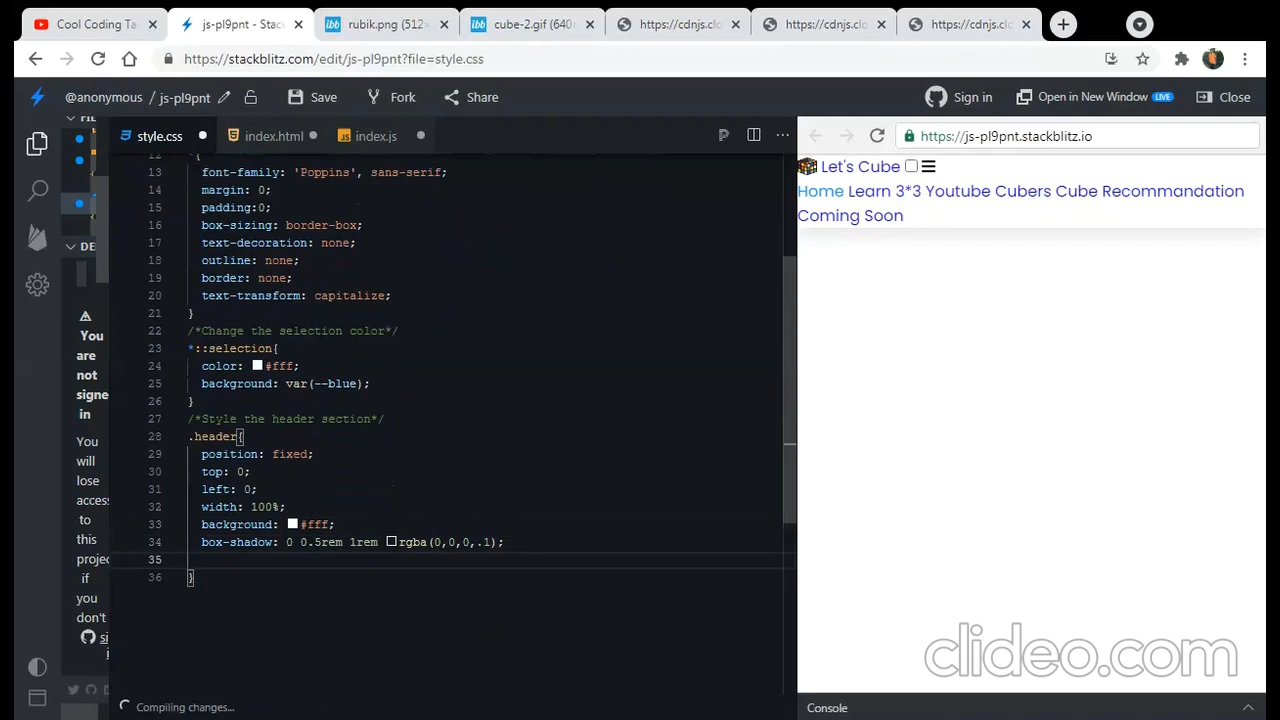 Cool Coding Ta
js-pl9pnt - Stac
rubik.png (512×
cube-2.gif (640×
https://cdnjs.clo
https://cdnjs.clo
https://cdnjs.clo
https://stackblitz.com/edit/js-pl9pnt?file=style.css
@anonymous / js-pl9pnt
Save
Fork
Share
Sign in
Open in New Window LIVE
Close
style.css
index.html
index.js
https://js-pl9pnt.stackblitz.io
FIL
DE
You
are
not
signe
in
You
will
lose
access
to
this
project
if
you
don't
si
13 font-family: 'Poppins', sans-serif;
14 margin: 0;
15 padding:0;
16 box-sizing: border-box;
17 text-decoration: none;
18 outline: none;
19 border: none;
20 text-transform: capitalize;
21 }
22 /*Change the selection color*/
23 *::selection{
24 color: #fff;
25 background: var(--blue);
26 }
27 /*Style the header section*/
28 .header{
29 position: fixed;
30 top: 0;
31 left: 0;
32 width: 100%;
33 background: #fff;
34 box-shadow: 0 0.5rem 1rem rgba(0,0,0,.1);
35
36 }
Compiling changes...
Let's Cube
Home Learn 3*3 Youtube Cubers Cube Recommandation
Coming Soon
clideo.com
Console